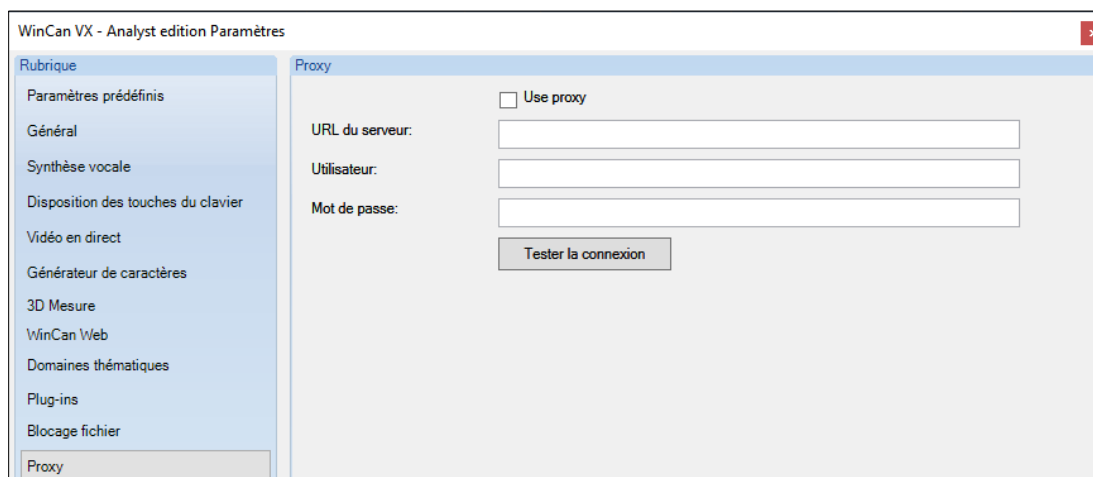 WinCan VX - Analyst edition Paramètres
Rubrique
Paramètres prédéfinis
Général
Synthèse vocale
Disposition des touches du clavier
Vidéo en direct
Générateur de caractères
3D Mesure
WinCan Web
Domaines thématiques
Plug-ins
Blocage fichier
Proxy
Proxy
Use proxy
URL du serveur:
Utilisateur:
Mot de passe:
Tester la connexion